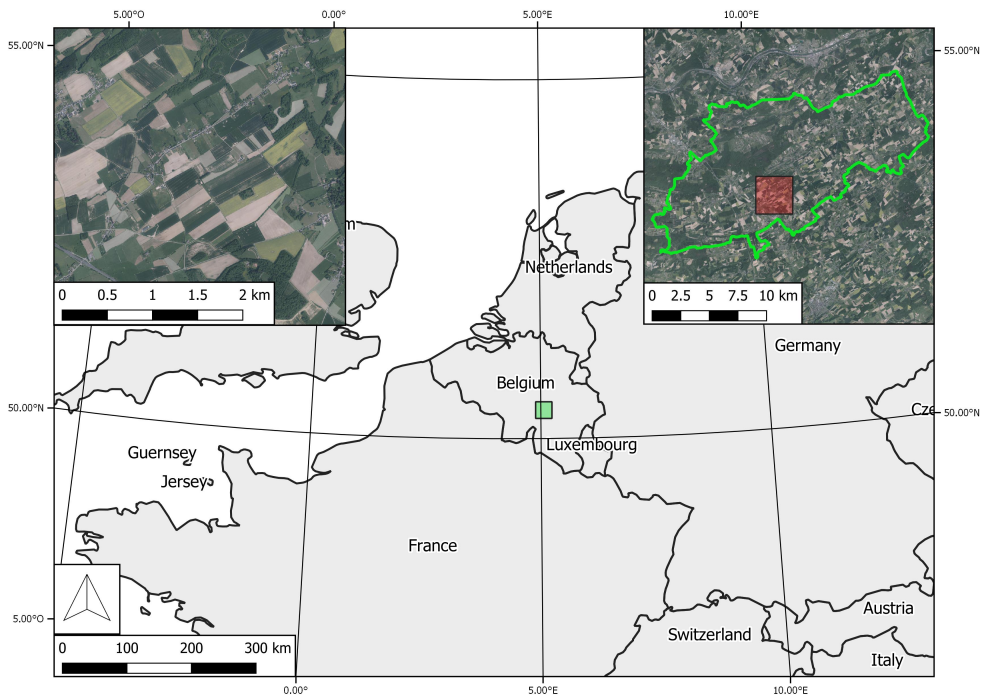 5.00°O 0.00° 5.00°E 10.00°E
55.00°N 55.00°N
m
Netherlands
0 0.5 1 1.5 2 km
0 2.5 5 7.5 10 km
Germany
Belgium
50.00°N 50.00°N
Cze
Luxembourg
Guernsey
Jersey
France
Austria
5.00°O
Switzerland
0 100 200 300 km
Italy
0.00° 5.00°E 10.00°E